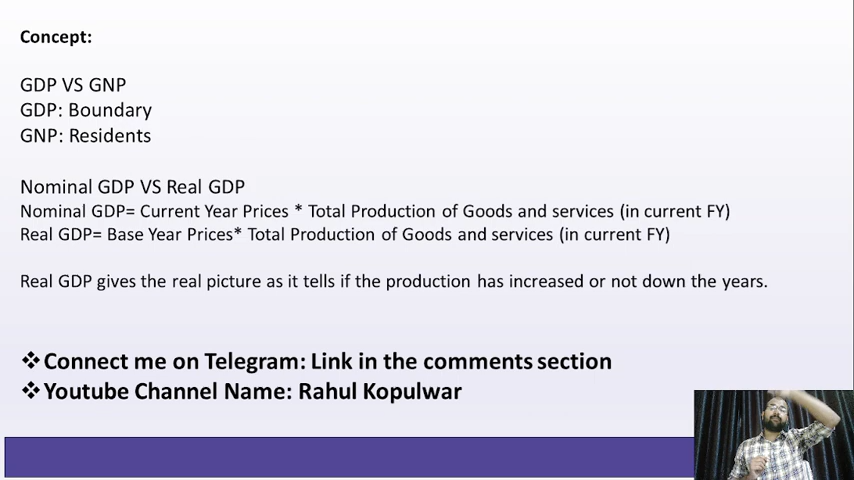 Concept:
GDP VS GNP
GDP: Boundary
GNP: Residents
Nominal GDP VS Real GDP
Nominal GDP= Current Year Prices * Total Production of Goods and services (in current FY)
Real GDP= Base Year Prices* Total Production of Goods and services (in current FY)
Real GDP gives the real picture as it tells if the production has increased or not down the years.
❖Connect me on Telegram: Link in the comments section
❖Youtube Channel Name: Rahul Kopulwar